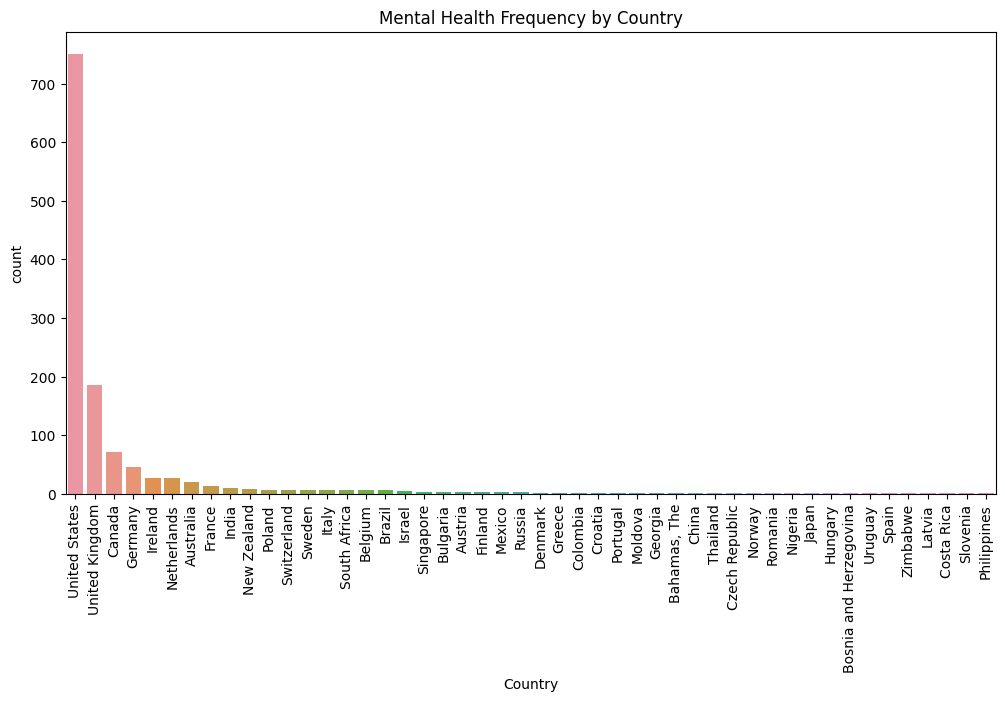 Mental Health Frequency by Country
count
700
600
500
400
300
200
100
0
United States
United Kingdom
Canada
Germany
Ireland
Netherlands
Australia
France
India
New Zealand
Poland
Switzerland
Sweden
Italy
South Africa
Belgium
Brazil
Israel
Singapore
Bulgaria
Austria
Finland
Mexico
Russia
Denmark
Greece
Colombia
Croatia
Portugal
Moldova
Georgia
Bahamas, The
China
Thailand
Czech Republic
Norway
Romania
Nigeria
Japan
Hungary
Bosnia and Herzegovina
Uruguay
Spain
Zimbabwe
Latvia
Costa Rica
Slovenia
Philippines
Country